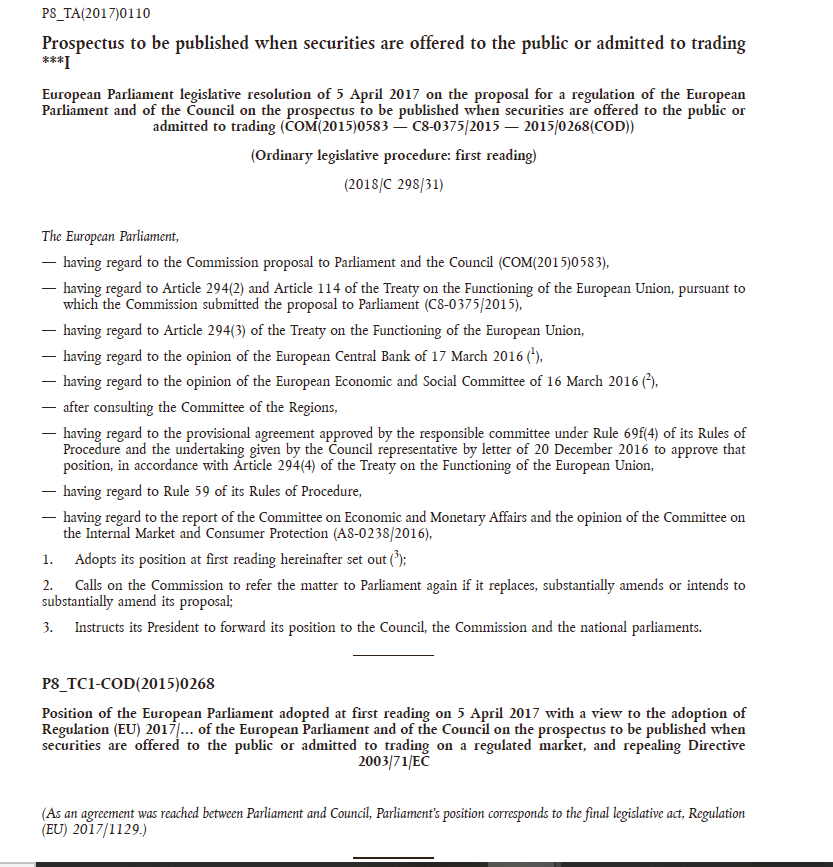 P8_TA(2017)0110
Prospectus to be published when securities are offered to the public or admitted to trading
***I
European Parliament legislative resolution of 5 April 2017 on the proposal for a regulation of the European
Parliament and of the Council on the prospectus to be published when securities are offered to the public or
admitted to trading (COM(2015)0583 — C8-0375/2015 — 2015/0268(COD))
(Ordinary legislative procedure: first reading)
(2018/C 298/31)
The European Parliament,
— having regard to the Commission proposal to Parliament and the Council (COM(2015)0583),
— having regard to Article 294(2) and Article 114 of the Treaty on the Functioning of the European Union, pursuant to
which the Commission submitted the proposal to Parliament (C8-0375/2015),
— having regard to Article 294(3) of the Treaty on the Functioning of the European Union,
— having regard to the opinion of the European Central Bank of 17 March 2016 (1),
— having regard to the opinion of the European Economic and Social Committee of 16 March 2016 (2),
— after consulting the Committee of the Regions,
— having regard to the provisional agreement approved by the responsible committee under Rule 69f(4) of its Rules of
Procedure and the undertaking given by the Council representative by letter of 20 December 2016 to approve that
position, in accordance with Article 294(4) of the Treaty on the Functioning of the European Union,
— having regard to Rule 59 of its Rules of Procedure,
— having regard to the report of the Committee on Economic and Monetary Affairs and the opinion of the Committee on
the Internal Market and Consumer Protection (A8-0238/2016),
1. Adopts its position at first reading hereinafter set out (3);
2. Calls on the Commission to refer the matter to Parliament again if it replaces, substantially amends or intends to
substantially amend its proposal;
3. Instructs its President to forward its position to the Council, the Commission and the national parliaments.
P8_TC1-COD(2015)0268
Position of the European Parliament adopted at first reading on 5 April 2017 with a view to the adoption of
Regulation (EU) 2017/... of the European Parliament and of the Council on the prospectus to be published when
securities are offered to the public or admitted to trading on a regulated market, and repealing Directive
2003/71/EC
(As an agreement was reached between Parliament and Council, Parliament's position corresponds to the final legislative act, Regulation
(EU) 2017/1129.)